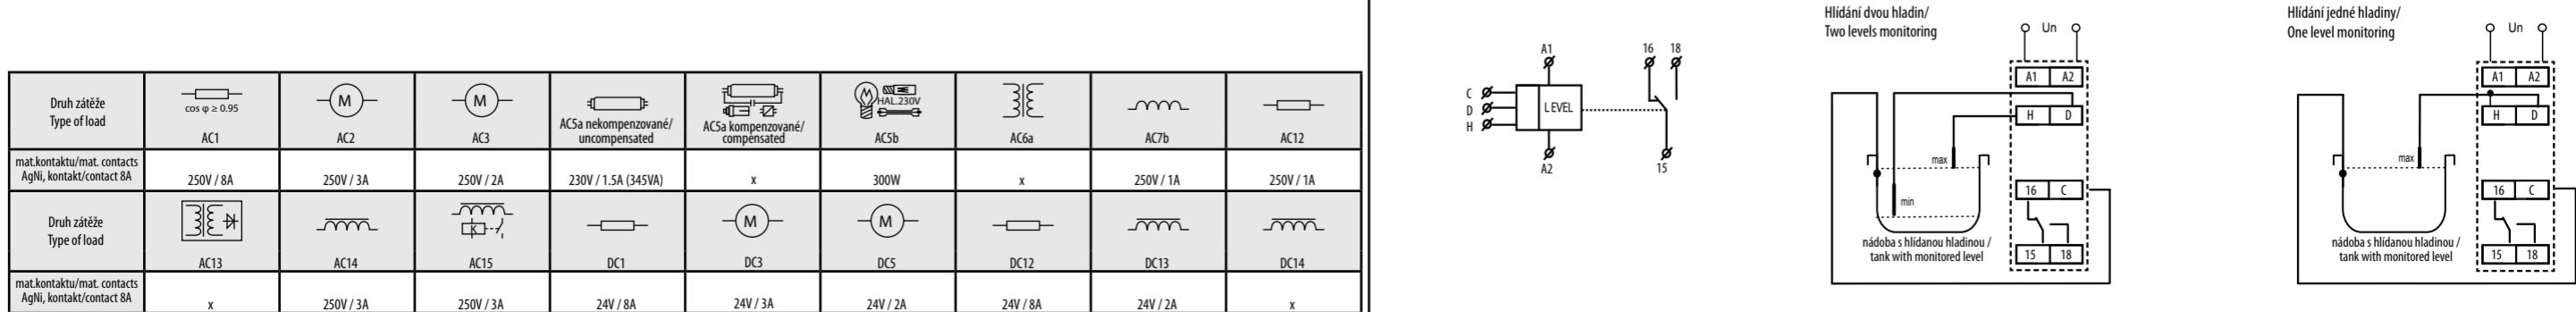 Druh zátěže
Type of load
cos φ ≥ 0.95
AC1
M
AC2
M
AC3
AC5a nekompenzované/
uncompensated
AC5a kompenzované/
compensated
HAL.230V
AC5b
AC6a
AC7b
AC12
mat.kontaktu/mat. contacts
AgNi, kontakt/contact 8A
250V / 8A
250V / 3A
250V / 2A
230V / 1.5A (345VA)
x
300W
x
250V / 1A
250V / 1A
Druh zátěže
Type of load
AC13
AC14
K
AC15
DC1
M
DC3
M
DC5
DC12
DC13
DC14
mat.kontaktu/mat. contacts
AgNi, kontakt/contact 8A
x
250V / 3A
250V / 3A
24V / 8A
24V / 3A
24V / 2A
24V / 8A
24V / 2A
x
A1
16 18
C
D
H
LEVEL
A2
15
Hlídání dvou hladin/
Two levels monitoring
Un
A1 A2
H D
max
min
16 C
15 18
nádoba s hlídanou hladinou /
tank with monitored level
Hlídání jedné hladiny/
One level monitoring
Un
A1 A2
H D
max
16 C
15 18
nádoba s hlídanou hladinou /
tank with monitored level